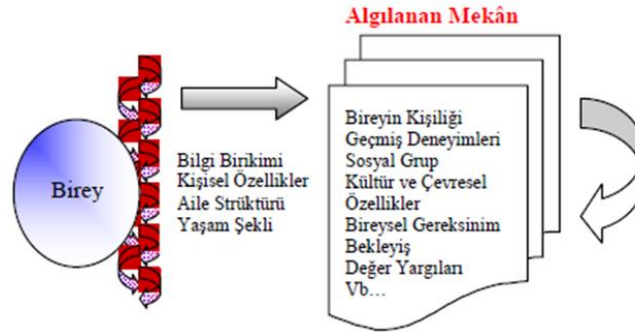 Algılanan Mekân
Birey
Bilgi Birikimi
Kişisel Özellikler
Aile Strüktürü
Yaşam Şekli
Bireyin Kişiliği
Geçmiş Deneyimleri
Sosyal Grup
Kültür ve Çevresel
Özellikler
Bireysel Gereksinim
Bekleyiş
Değer Yargıları
Vb…